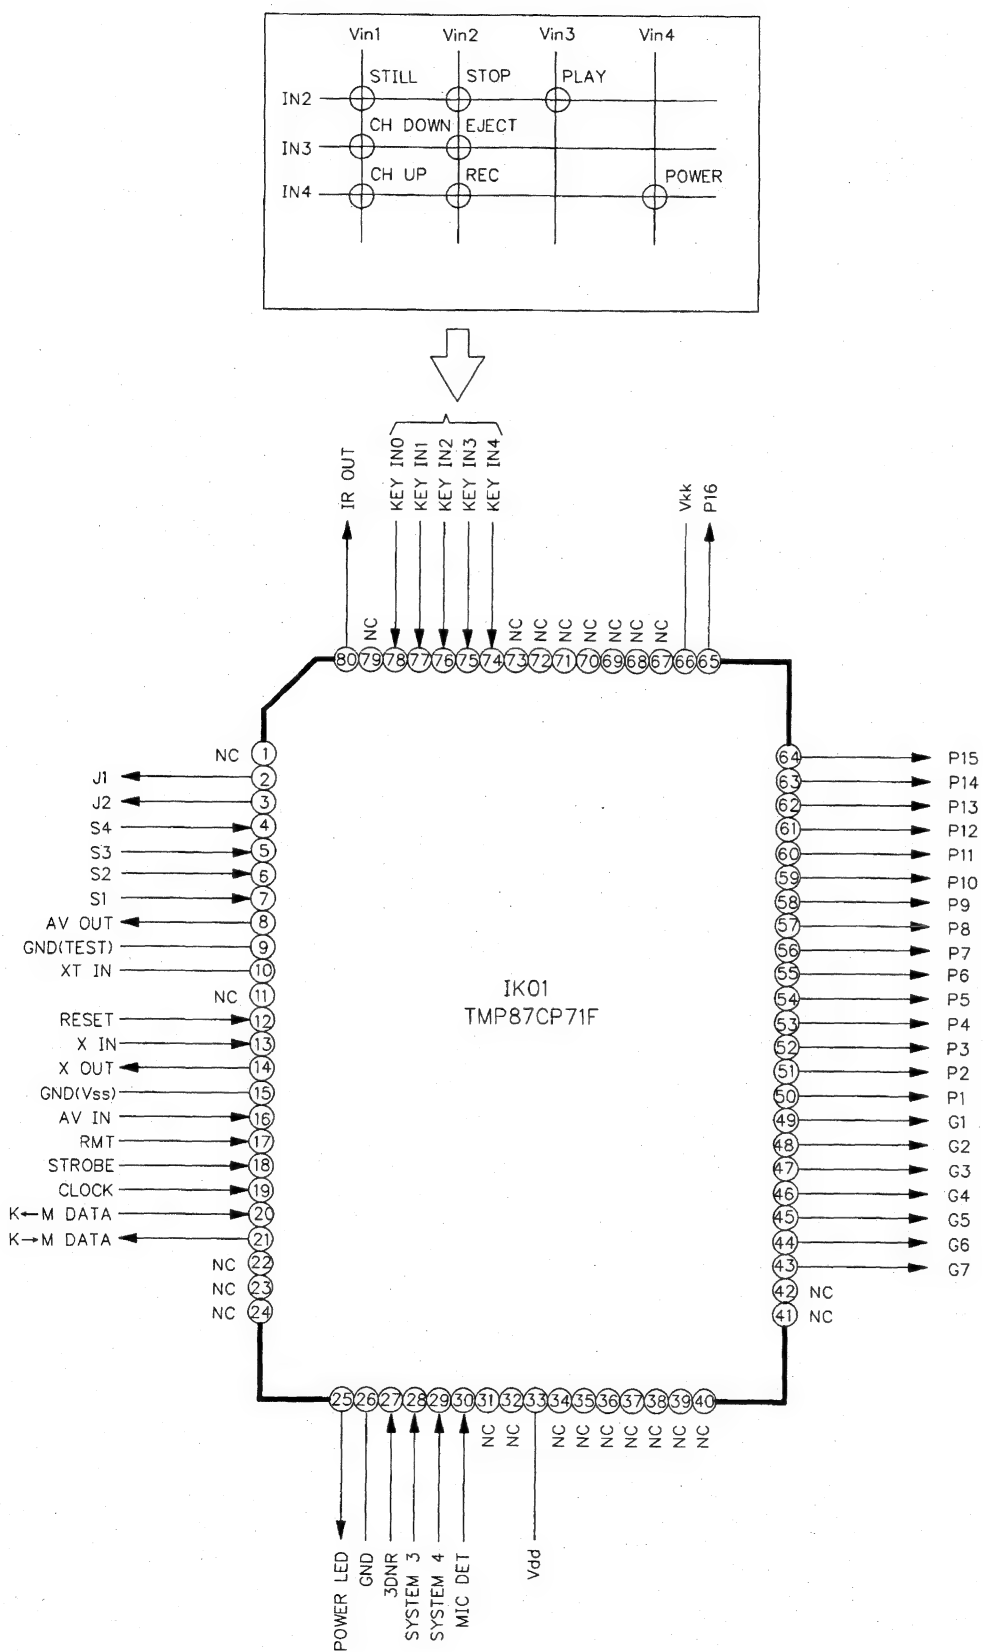 Vin1 Vin2 Vin3 Vin4
STILL STOP PLAY
IN2
CH DOWN EJECT
IN3
CH UP REC POWER
IN4
IR OUT
KEY IN0
KEY IN1
KEY IN2
KEY IN3
KEY IN4
Vkk
P16
NC
NC
NC
NC
NC
NC
NC
NC
80 79 78 77 76 75 74 73 72 71 70 69 68 67 66 65
NC 1
J1 2
J2 3
S4 4
S3 5
S2 6
S1 7
AV OUT 8
GND(TEST) 9
XT IN 10
NC 11
RESET 12
X IN 13
X OUT 14
GND(Vss) 15
AV IN 16
RMT 17
STROBE 18
CLOCK 19
K←M DATA 20
K→M DATA 21
NC 22
NC 23
NC 24
IK01
TMP87CP71F
64 P15
63 P14
62 P13
61 P12
60 P11
59 P10
58 P9
57 P8
56 P7
55 P6
54 P5
53 P4
52 P3
51 P2
50 P1
49 G1
48 G2
47 G3
46 G4
45 G5
44 G6
43 G7
42 NC
41 NC
25 26 27 28 29 30 31 32 33 34 35 36 37 38 39 40
POWER LED
GND
3DNR
SYSTEM 3
SYSTEM 4
MIC DET
NC
NC
Vdd
NC
NC
NC
NC
NC
NC
NC